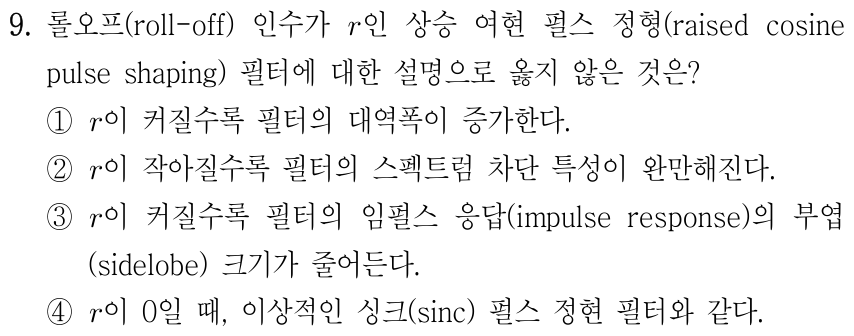 9. 롤오프(roll-off) 인수가 r인 상승 여현 펄스 정형(raised cosine
pulse shaping) 필터에 대한 설명으로 옳지 않은 것은?
① r이 커질수록 필터의 대역폭이 증가한다.
② r이 작아질수록 필터의 스펙트럼 차단 특성이 완만해진다.
③ r이 커질수록 필터의 임펄스 응답(impulse response)의 부엽
(sidelobe) 크기가 줄어든다.
④ r이 0일 때, 이상적인 싱크(sinc) 펄스 정현 필터와 같다.